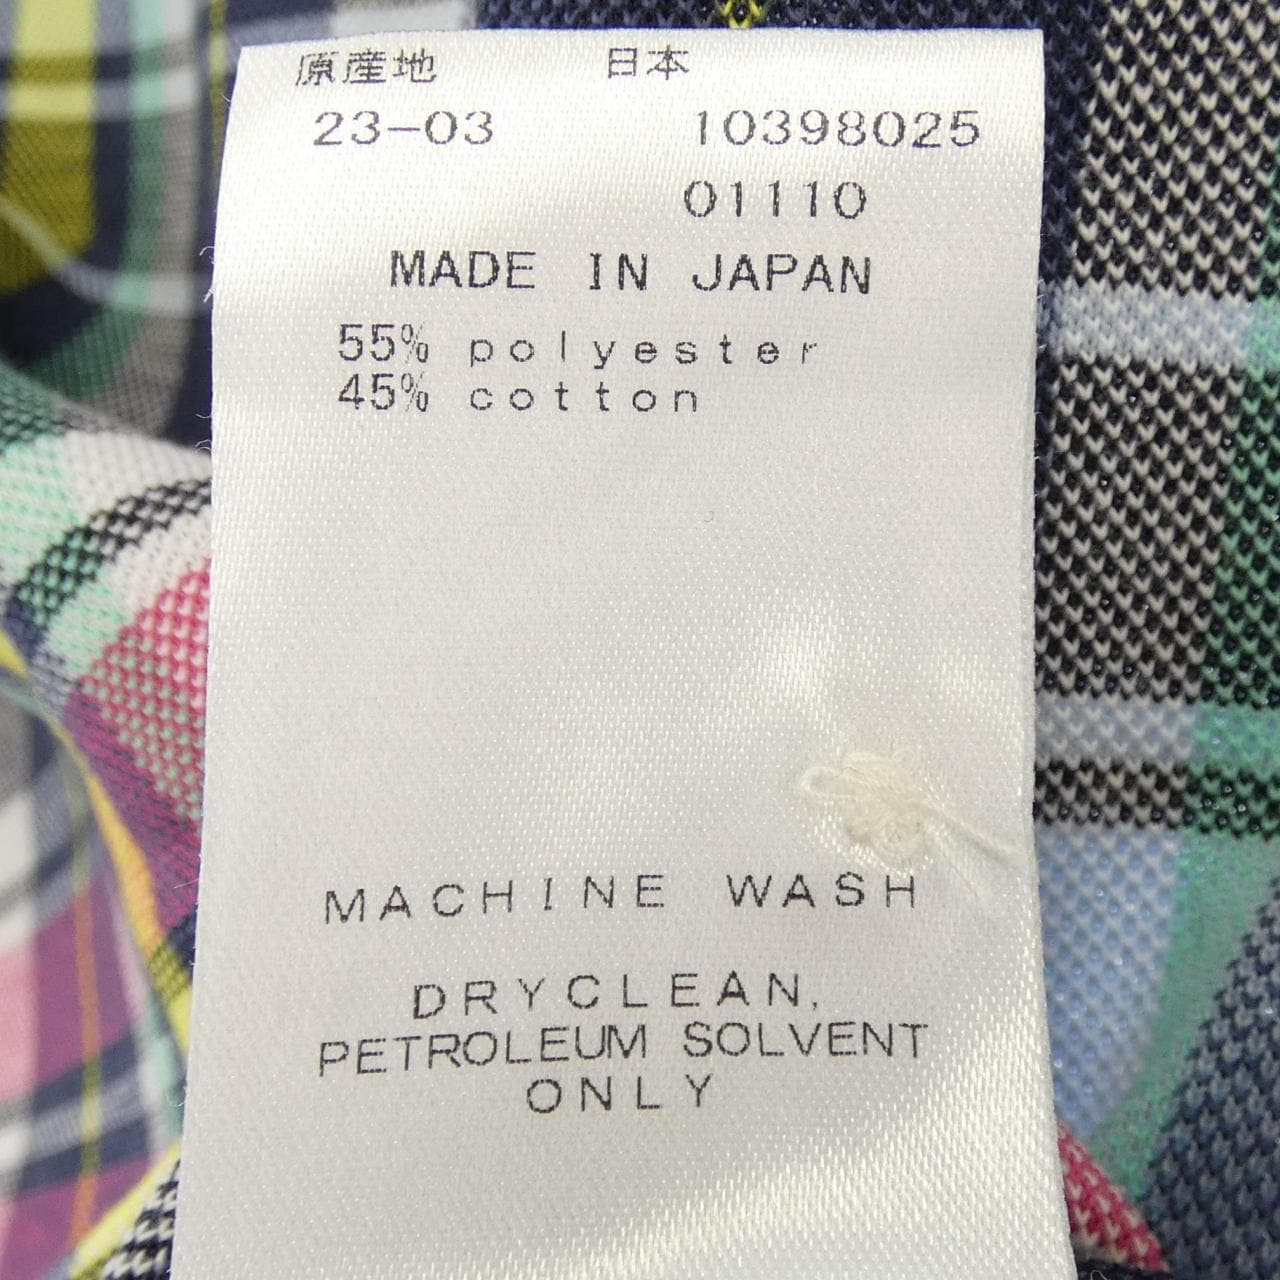 原産地 日本
23-03 10398025
01110
MADE IN JAPAN
55% polyester
45% cotton
MACHINE WASH
DRYCLEAN,
PETROLEUM SOLVENT
ONLY